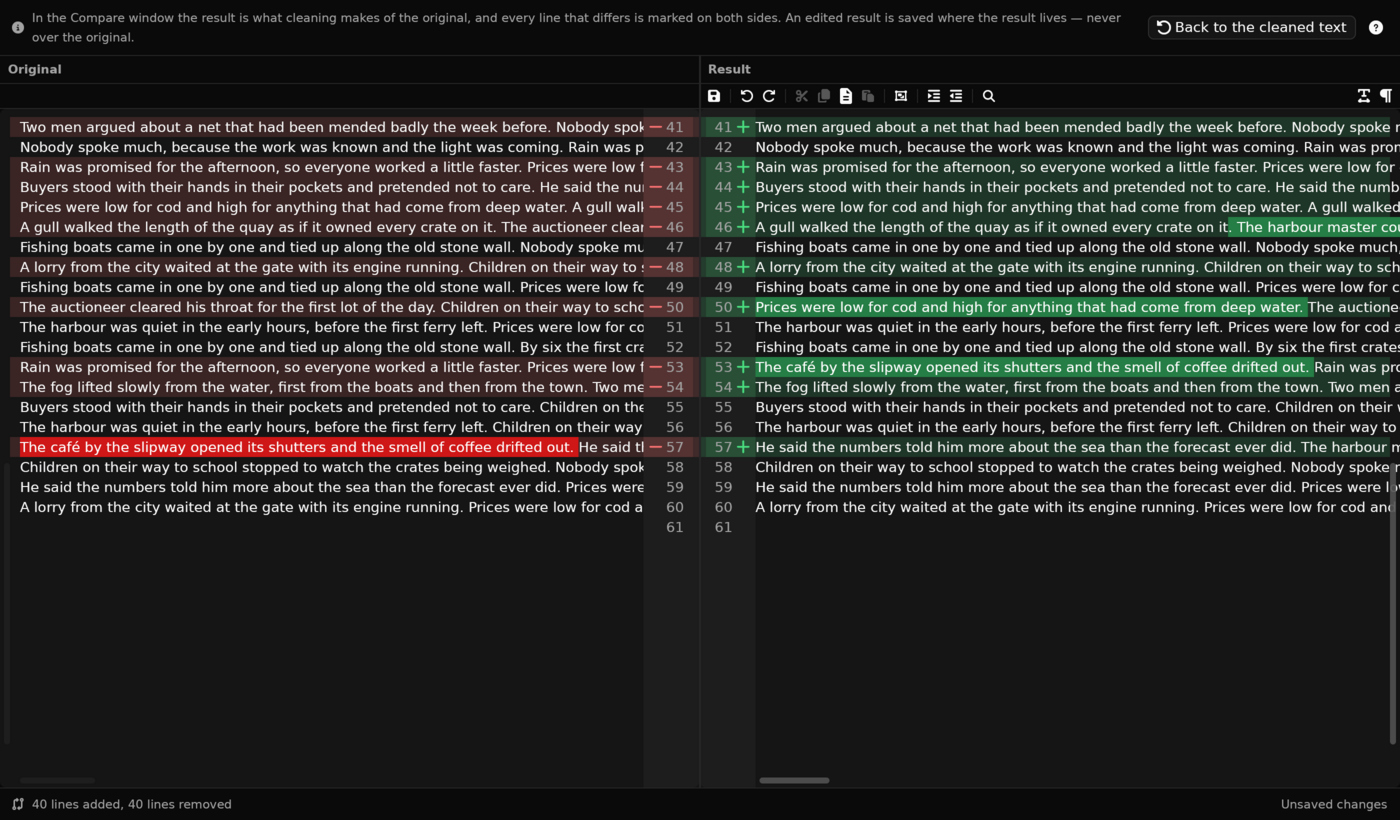 In the Compare window the result is what cleaning makes of the original, and every line that differs is marked on both sides. An edited result is saved where the result lives — never
over the original.
Back to the cleaned text
Original
Two men argued about a net that had been mended badly the week before. Nobody spok — 41
Nobody spoke much, because the work was known and the light was coming. Rain was p 42
Rain was promised for the afternoon, so everyone worked a little faster. Prices were low f — 43
Buyers stood with their hands in their pockets and pretended not to care. He said the nu — 44
Prices were low for cod and high for anything that had come from deep water. A gull walk — 45
A gull walked the length of the quay as if it owned every crate on it. The auctioneer clear — 46
Fishing boats came in one by one and tied up along the old stone wall. Nobody spoke mu 47
A lorry from the city waited at the gate with its engine running. Children on their way to s — 48
Fishing boats came in one by one and tied up along the old stone wall. Prices were low fo 49
The auctioneer cleared his throat for the first lot of the day. Children on their way to scho — 50
The harbour was quiet in the early hours, before the first ferry left. Prices were low for co 51
Fishing boats came in one by one and tied up along the old stone wall. By six the first cra 52
Rain was promised for the afternoon, so everyone worked a little faster. Prices were low f — 53
The fog lifted slowly from the water, first from the boats and then from the town. Two me — 54
Buyers stood with their hands in their pockets and pretended not to care. Children on the 55
The harbour was quiet in the early hours, before the first ferry left. Children on their way 56
The café by the slipway opened its shutters and the smell of coffee drifted out. He said th — 57
Children on their way to school stopped to watch the crates being weighed. Nobody spok 58
He said the numbers told him more about the sea than the forecast ever did. Prices were 59
A lorry from the city waited at the gate with its engine running. Prices were low for cod a 60
61
Result
41 + Two men argued about a net that had been mended badly the week before. Nobody spoke
42 Nobody spoke much, because the work was known and the light was coming. Rain was pron
43 + Rain was promised for the afternoon, so everyone worked a little faster. Prices were low for
44 + Buyers stood with their hands in their pockets and pretended not to care. He said the numb
45 + Prices were low for cod and high for anything that had come from deep water. A gull walked
46 + A gull walked the length of the quay as if it owned every crate on it. The harbour master cou
47 Fishing boats came in one by one and tied up along the old stone wall. Nobody spoke much,
48 + A lorry from the city waited at the gate with its engine running. Children on their way to sch
49 Fishing boats came in one by one and tied up along the old stone wall. Prices were low for c
50 + Prices were low for cod and high for anything that had come from deep water. The auctione
51 The harbour was quiet in the early hours, before the first ferry left. Prices were low for cod a
52 Fishing boats came in one by one and tied up along the old stone wall. By six the first crates
53 + The café by the slipway opened its shutters and the smell of coffee drifted out. Rain was pro
54 + The fog lifted slowly from the water, first from the boats and then from the town. Two men a
55 Buyers stood with their hands in their pockets and pretended not to care. Children on their w
56 The harbour was quiet in the early hours, before the first ferry left. Children on their way to
57 + He said the numbers told him more about the sea than the forecast ever did. The harbour m
58 Children on their way to school stopped to watch the crates being weighed. Nobody spoke m
59 He said the numbers told him more about the sea than the forecast ever did. Prices were lo
60 A lorry from the city waited at the gate with its engine running. Prices were low for cod and
61
40 lines added, 40 lines removed
Unsaved changes